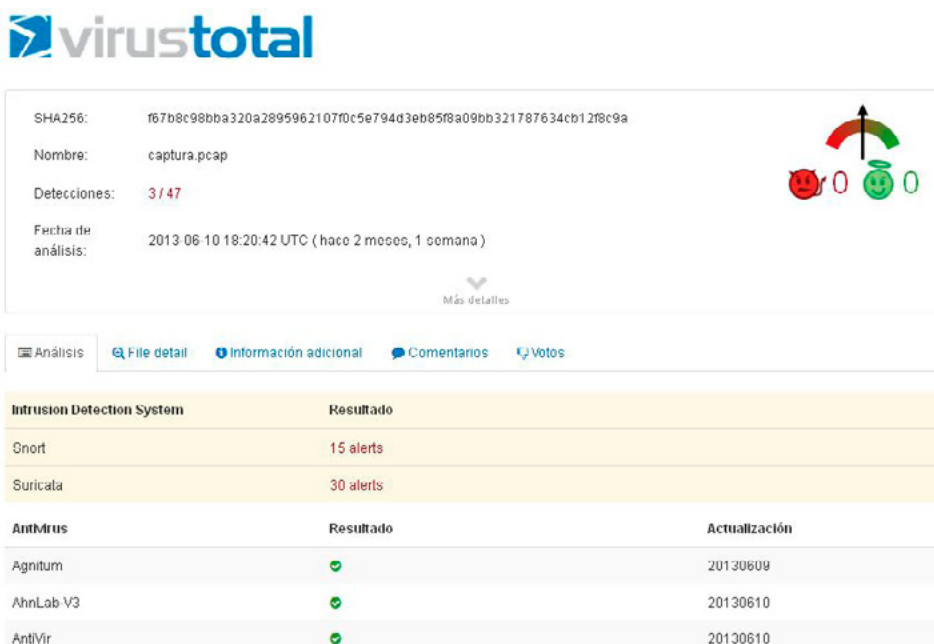 virustotal
SHA256: f67b8c98bba320a2895962107f0c5e794d3eb85f8a09bb321787634cb12f8c9a
Nombre: captura.pcap
Detecciones: 3 / 47
Fecha de análisis: 2013-06-10 18:20:42 UTC ( hace 2 meses, 1 semana )
0 0
Más detalles
Análisis File detail Información adicional Comentarios Votos
Intrusion Detection System Resultado
Snort 15 alerts
Suricata 30 alerts
Antivirus Resultado Actualización
Agnitum 20130609
AhnLab-V3 20130610
AntiVir 20130610